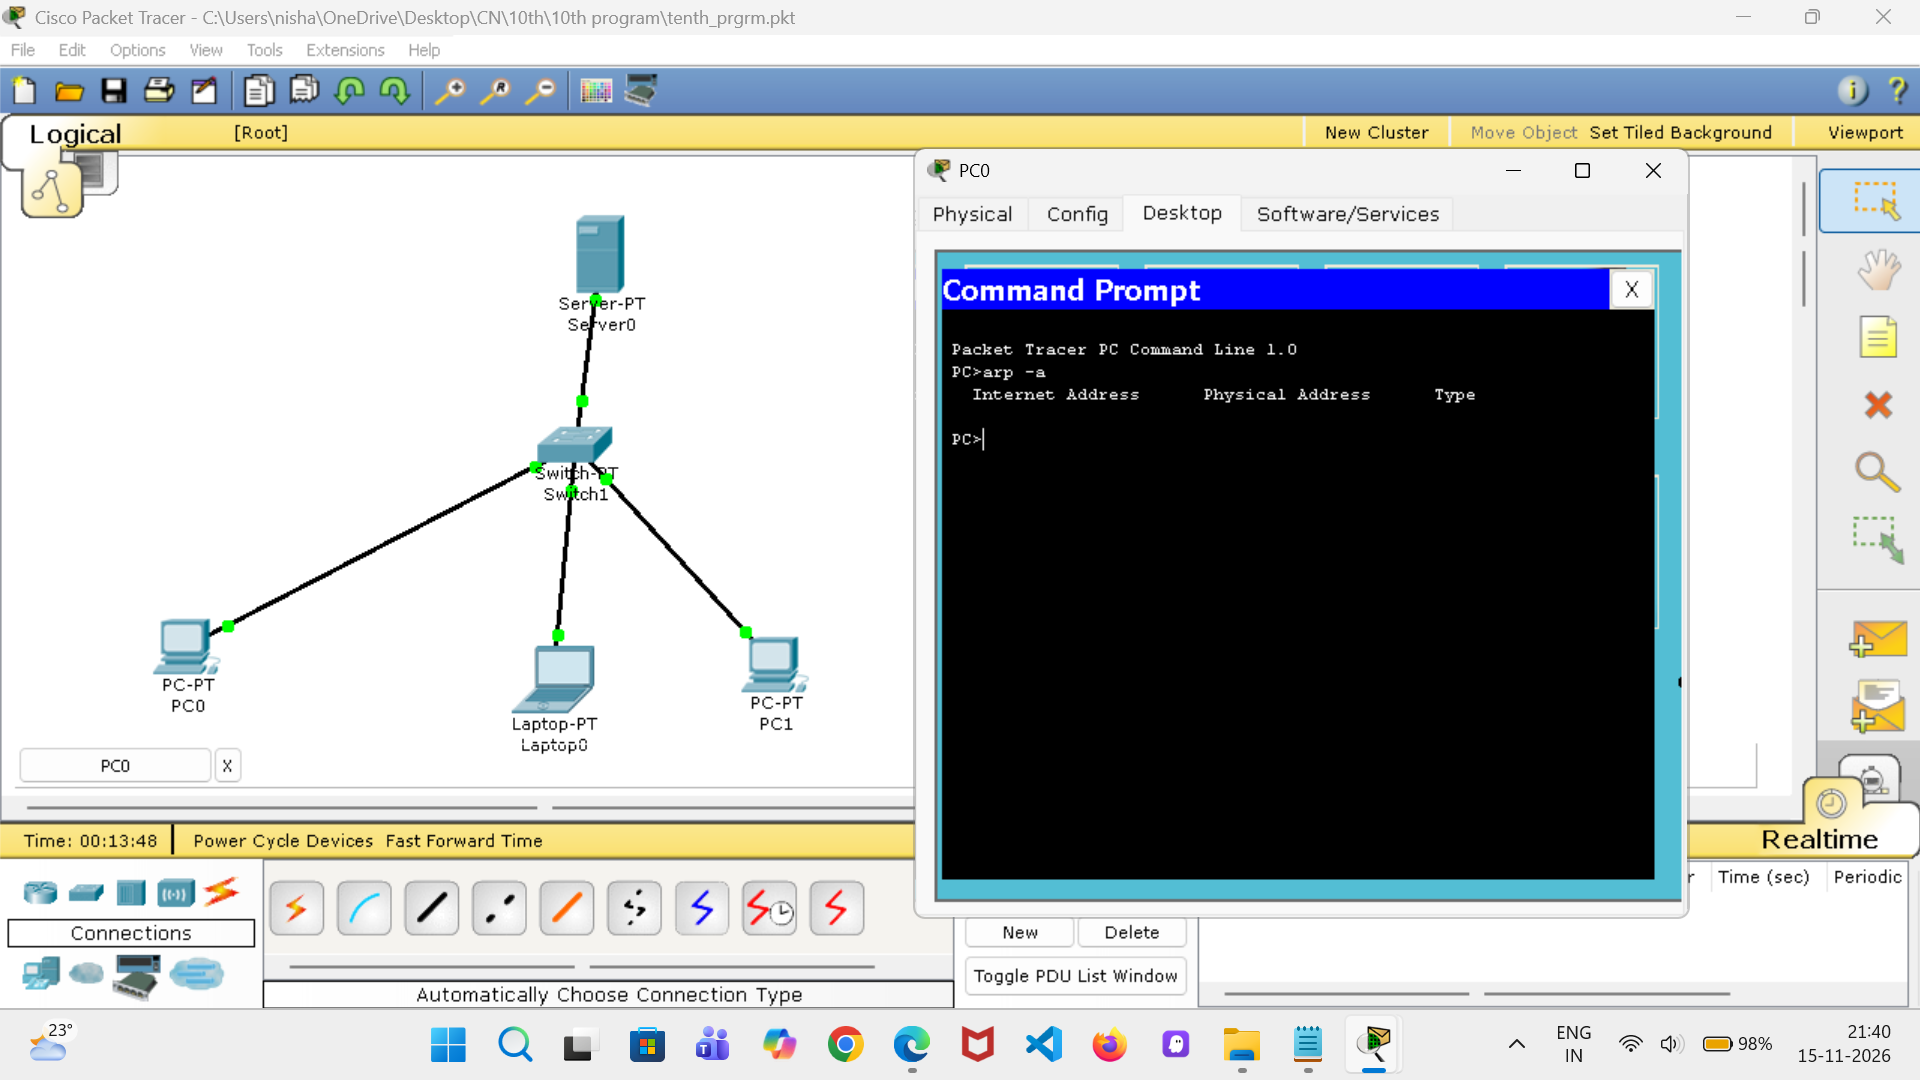 Cisco Packet Tracer - C:\Users\nisha\OneDrive\Desktop\CN\10th\10th program\tenth_prgrm.pkt
File Edit Options View Tools Extensions Help
Logical [Root] New Cluster Move Object Set Tiled Background Viewport
Server-PT
Server0
Switch-PT
Switch1
PC-PT
PC0
Laptop-PT
Laptop0
PC-PT
PC1
PC0 X
PC0
Physical Config Desktop Software/Services
Command Prompt X
Packet Tracer PC Command Line 1.0
PC>arp -a
Internet Address Physical Address Type
PC>
Time: 00:13:48 Power Cycle Devices Fast Forward Time Realtime
Connections
Automatically Choose Connection Type
New Delete
Toggle PDU List Window
r Time (sec) Periodic
23°
ENG
IN
98%
21:40
15-11-2026